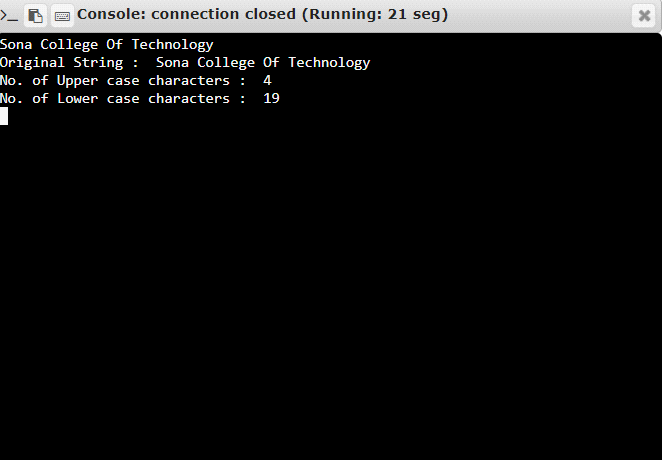 Console: connection closed (Running: 21 seg)
Sona College Of Technology
Original String :  Sona College Of Technology
No. of Upper case characters :  4
No. of Lower case characters :  19